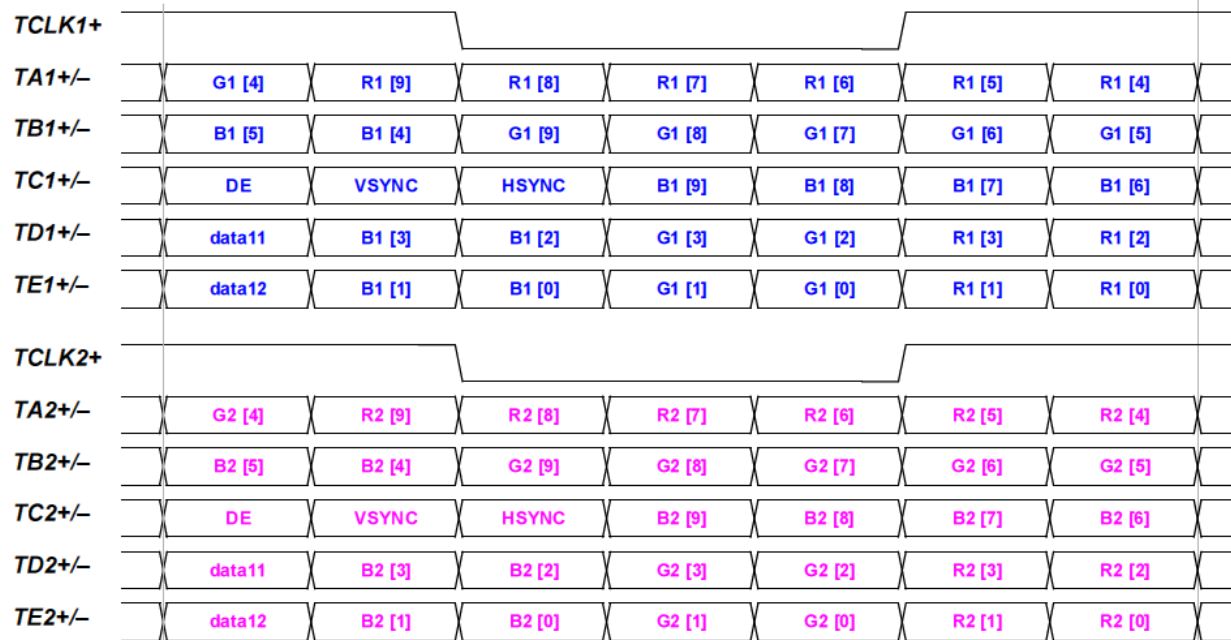 TCLK1+
TA1+/– G1 [4] R1 [9] R1 [8] R1 [7] R1 [6] R1 [5] R1 [4]
TB1+/– B1 [5] B1 [4] G1 [9] G1 [8] G1 [7] G1 [6] G1 [5]
TC1+/– DE VSYNC HSYNC B1 [9] B1 [8] B1 [7] B1 [6]
TD1+/– data11 B1 [3] B1 [2] G1 [3] G1 [2] R1 [3] R1 [2]
TE1+/– data12 B1 [1] B1 [0] G1 [1] G1 [0] R1 [1] R1 [0]
TCLK2+
TA2+/– G2 [4] R2 [9] R2 [8] R2 [7] R2 [6] R2 [5] R2 [4]
TB2+/– B2 [5] B2 [4] G2 [9] G2 [8] G2 [7] G2 [6] G2 [5]
TC2+/– DE VSYNC HSYNC B2 [9] B2 [8] B2 [7] B2 [6]
TD2+/– data11 B2 [3] B2 [2] G2 [3] G2 [2] R2 [3] R2 [2]
TE2+/– data12 B2 [1] B2 [0] G2 [1] G2 [0] R2 [1] R2 [0]